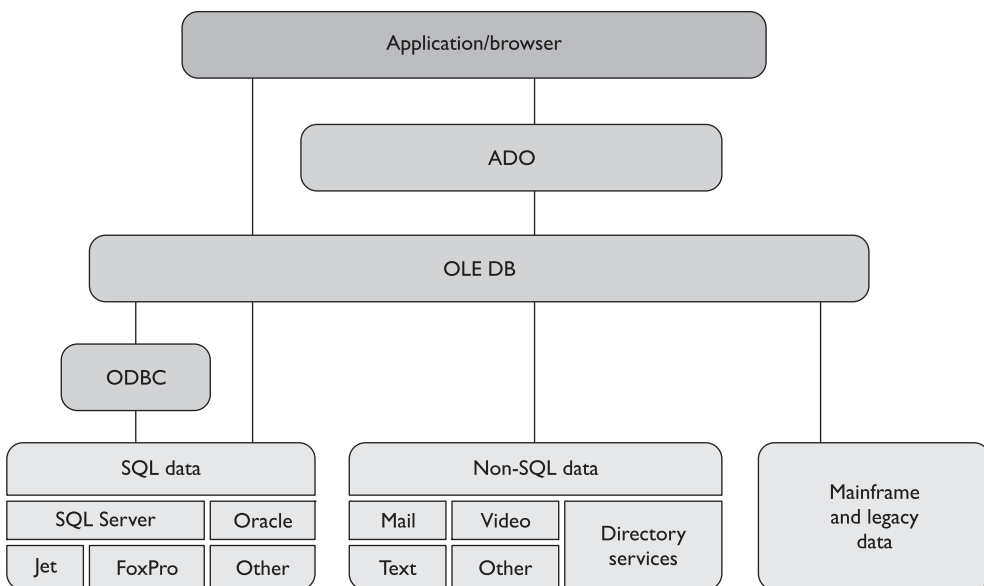 Application/browser
ADO
OLE DB
ODBC
SQL data
SQL Server
Oracle
Jet
FoxPro
Other
Non-SQL data
Mail
Video
Text
Other
Directory
services
Mainframe
and legacy
data